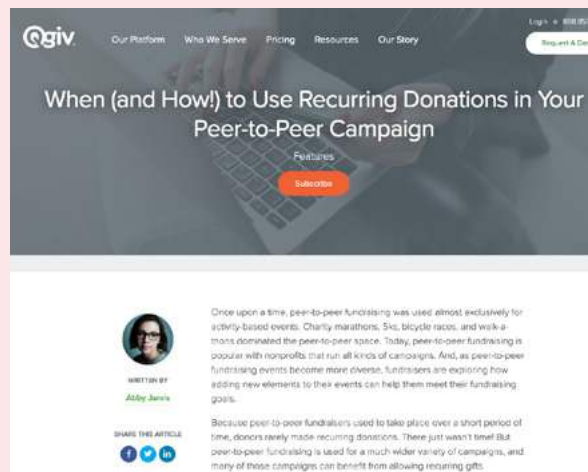 Qgiv
Login
Our Platform Who We Serve Pricing Resources Our Story
When (and How!) to Use Recurring Donations in Your
Peer-to-Peer Campaign
Features
Subscribe
Once upon a time, peer-to-peer fundraising was used almost exclusively for
activity-based events. Charity marathons, 5ks, bicycle races, and walk-a-
thons dominated the peer-to-peer space. Today, peer-to-peer fundraising is
popular with nonprofits that run all kinds of campaigns. And, as peer-to-peer
fundraising events become more diverse, fundraisers are exploring how
adding new elements to their events can help them meet their fundraising
goals.
WRITTEN BY
Abby Jarvis
Because peer-to-peer fundraisers used to take place over a short period of
time, donors rarely made recurring donations. There just wasn't time! But
peer-to-peer fundraising is used for a much wider variety of campaigns, and
many of those campaigns can benefit from allowing recurring gifts.
SHARE THIS ARTICLE